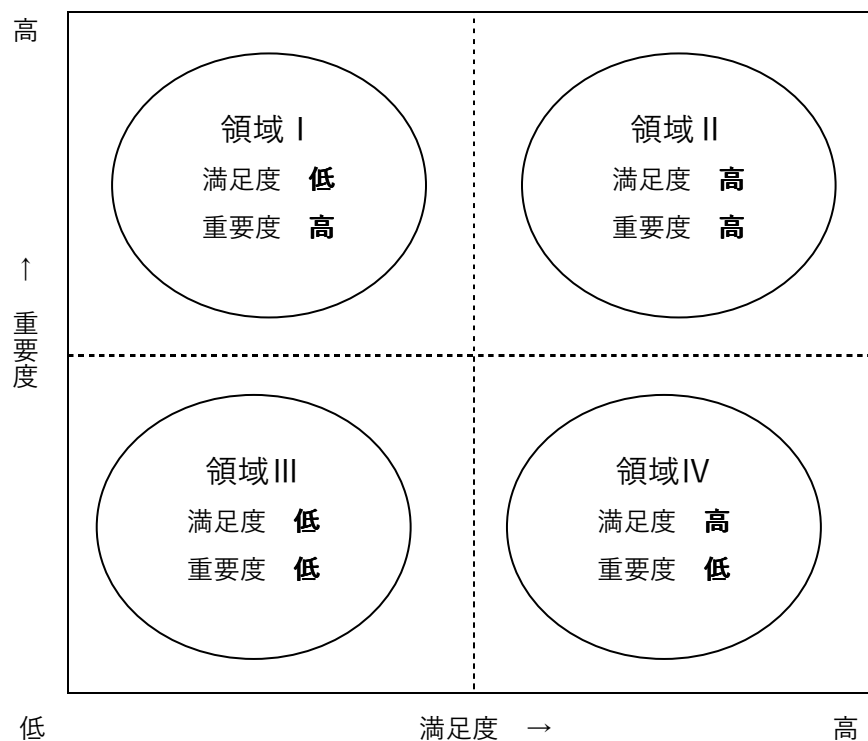 高
領域Ⅰ
満足度 低
重要度 高
領域Ⅱ
満足度 高
重要度 高
↑ 重要度
領域Ⅲ
満足度 低
重要度 低
領域Ⅳ
満足度 高
重要度 低
低
満足度 →
高